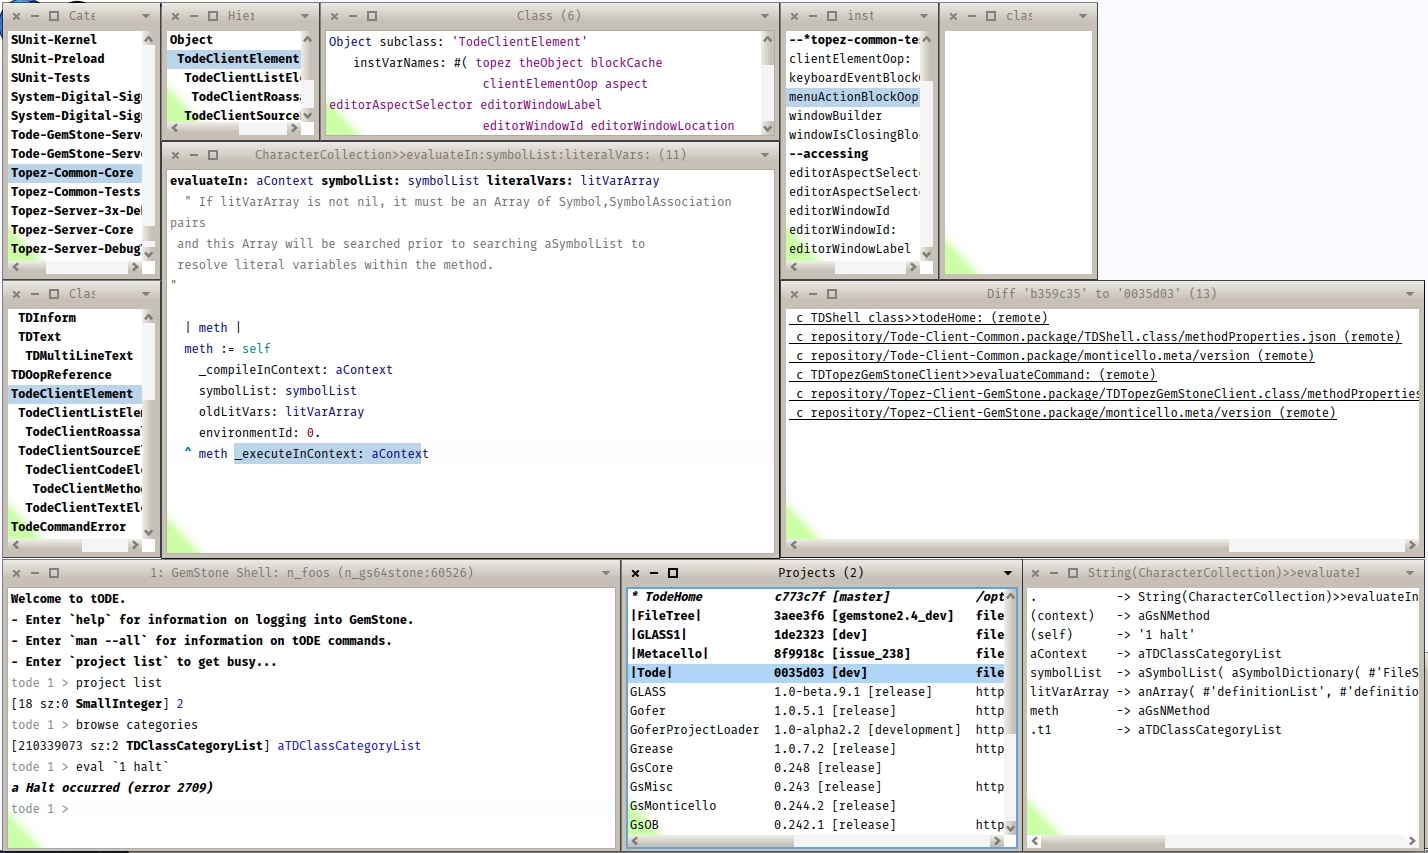 Cate
SUnit-Kernel
SUnit-Preload
SUnit-Tests
System-Digital-Sig
System-Digital-Sig
Tode-GemStone-Serv
Tode-GemStone-Serv
Topez-Common-Core
Topez-Common-Tests
Topez-Server-3x-De
Topez-Server-Core
Topez-Server-Debug
Hier
Object
TodeClientElement
TodeClientListEl
TodeClientRoass
TodeClientSource
Class (6)
Object subclass: 'TodeClientElement'
instVarNames: #( topez theObject blockCache
clientElementOop aspect
editorAspectSelector editorWindowLabel
editorWindowId editorWindowLocation
inst
--*topez-common-te
clientElementOop:
keyboardEventBlock
menuActionBlockOop
windowBuilder
windowIsClosingBlo
--accessing
editorAspectSelect
editorAspectSelect
editorWindowId
editorWindowId:
editorWindowLabel
clas
CharacterCollection>>evaluateIn:symbolList:literalVars: (11)
evaluateIn: aContext symbolList: symbolList literalVars: litVarArray
" If litVarArray is not nil, it must be an Array of Symbol,SymbolAssociation
pairs
and this Array will be searched prior to searching aSymbolList to
resolve literal variables within the method.
"
| meth |
meth := self
_compileInContext: aContext
symbolList: symbolList
oldLitVars: litVarArray
environmentId: 0.
^ meth _executeInContext: aContext
Clas
TDInform
TDText
TDMultiLineText
TDOopReference
TodeClientElement
TodeClientListElem
TodeClientRoassa
TodeClientSourceE
TodeClientCodeEl
TodeClientMetho
TodeClientTextEl
TodeCommandError
Diff 'b359c35' to '0035d03' (13)
c TDShell class>>todeHome: (remote)
c repository/Tode-Client-Common.package/TDShell.class/methodProperties.json (remote)
c repository/Tode-Client-Common.package/monticello.meta/version (remote)
c TDTopezGemStoneClient>>evaluateCommand: (remote)
c repository/Topez-Client-GemStone.package/TDTopezGemStoneClient.class/methodProperties
c repository/Topez-Client-GemStone.package/monticello.meta/version (remote)
1: GemStone Shell: n_foos (n_gs64stone:60526)
Welcome to tODE.
- Enter `help` for information on logging into GemStone.
- Enter `man --all` for information on tODE commands.
- Enter `project list` to get busy...
tode 1 > project list
[18 sz:0 SmallInteger] 2
tode 1 > browse categories
[210339073 sz:2 TDClassCategoryList] aTDClassCategoryList
tode 1 > eval `1 halt`
a Halt occurred (error 2709)
tode 1 >
Projects (2)
* TodeHome c773c7f [master] /opt
|FileTree| 3aee3f6 [gemstone2.4_dev] file
|GLASS1| 1de2323 [dev] file
|Metacello| 8f9918c [issue_238] file
|Tode| 0035d03 [dev] file
GLASS 1.0-beta.9.1 [release] http
Gofer 1.0.5.1 [release] http
GoferProjectLoader 1.0-alpha2.2 [development] http
Grease 1.0.7.2 [release] http
GsCore 0.248 [release]
GsMisc 0.243 [release] http
GsMonticello 0.244.2 [release]
GsOB 0.242.1 [release] http
String(CharacterCollection)>>evaluateI
. -> String(CharacterCollection)>>evaluateIn
(context) -> aGsNMethod
(self) -> '1 halt'
aContext -> aTDClassCategoryList
symbolList -> aSymbolList( aSymbolDictionary( #'FileS
litVarArray -> anArray( #'definitionList', #'definitio
meth -> aGsNMethod
.t1 -> aTDClassCategoryList